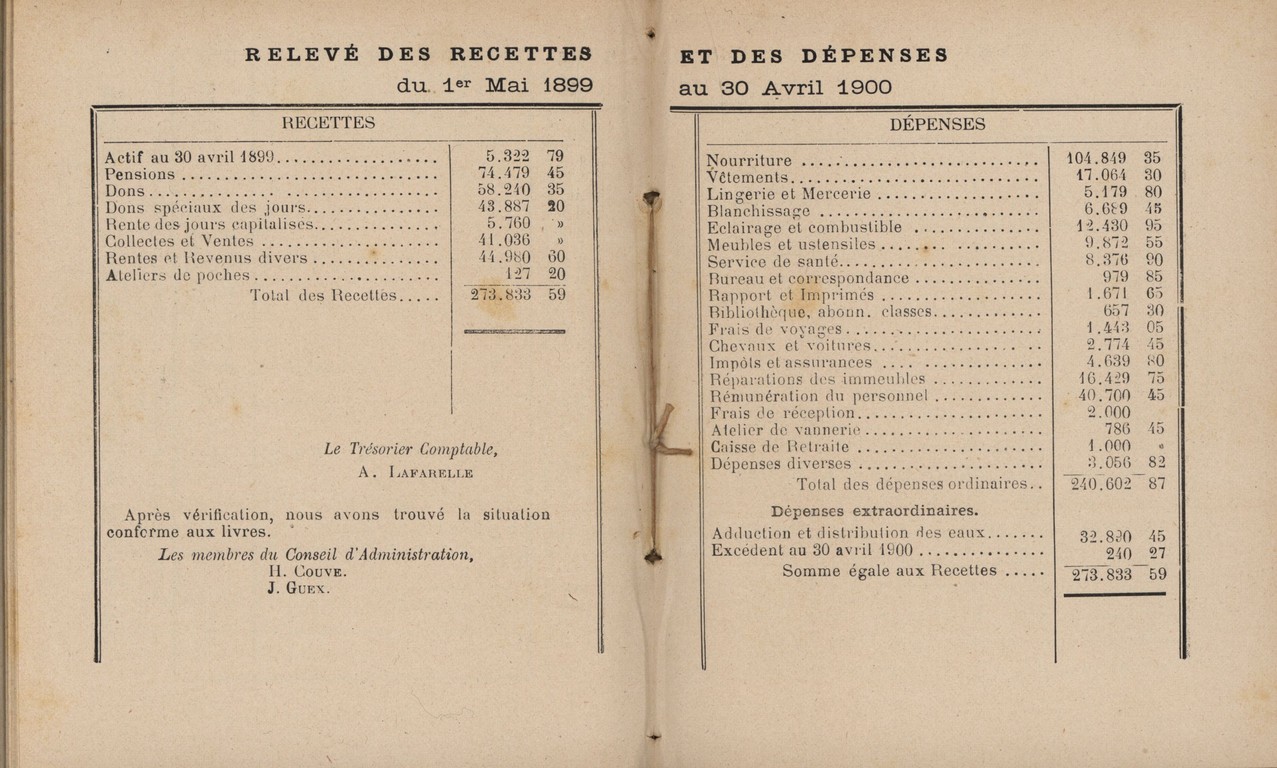 RELEVÉ DES RECETTES
du 1er Mai 1899
RECETTES
Actif au 30 avril 1899................... 5.322 79
Pensions ............................. 74.479 45
Dons................................. 58.240 35
Dons spéciaux des jours................ 43.887 20
Rente des jours capitalisés............... 5.760 »
Collectes et Ventes .................... 41.036 »
Rentes et Revenus divers ............... 44.980 60
Ateliers de poches...................... 127 20
Total des Recettes..... 273.833 59
Le Trésorier Comptable,
A. LAFARELLE
Après vérification, nous avons trouvé la situation
conforme aux livres.
Les membres du Conseil d'Administration,
H. COUVE.
J. GUEX.
ET DES DÉPENSES
au 30 Avril 1900
DÉPENSES
Nourriture ............................ 104.849 35
Vêtements............................. 17.064 30
Lingerie et Mercerie ................... 5.179 80
Blanchissage .......................... 6.689 45
Eclairage et combustible ............... 12.430 95
Meubles et ustensiles................... 9.872 55
Service de santé........................ 8.376 90
Bureau et correspondance ............... 979 85
Rapport et Imprimés ................... 1.671 65
Bibliothèque, abonn. classes............. 657 30
Frais de voyages....................... 1.443 05
Chevaux et voitures.................... 2.774 45
Impôts et assurances ................... 4.639 80
Réparations des immeubles ............. 16.429 75
Rémunération du personnel ............. 40.700 45
Frais de réception...................... 2.000
Atelier de vannerie..................... 786 45
Caisse de Retraite ..................... 1.000 «
Dépenses diverses ..................... 3.056 82
Total des dépenses ordinaires.. 240.602 87
Dépenses extraordinaires.
Adduction et distribution des eaux....... 32.990 45
Excédent au 30 avril 1900 ............... 240 27
Somme égale aux Recettes ..... 273.833 59